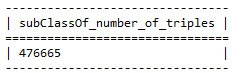 --------------------------------
| subClassOf_number_of_triples |
================================
| 476665                       |
--------------------------------